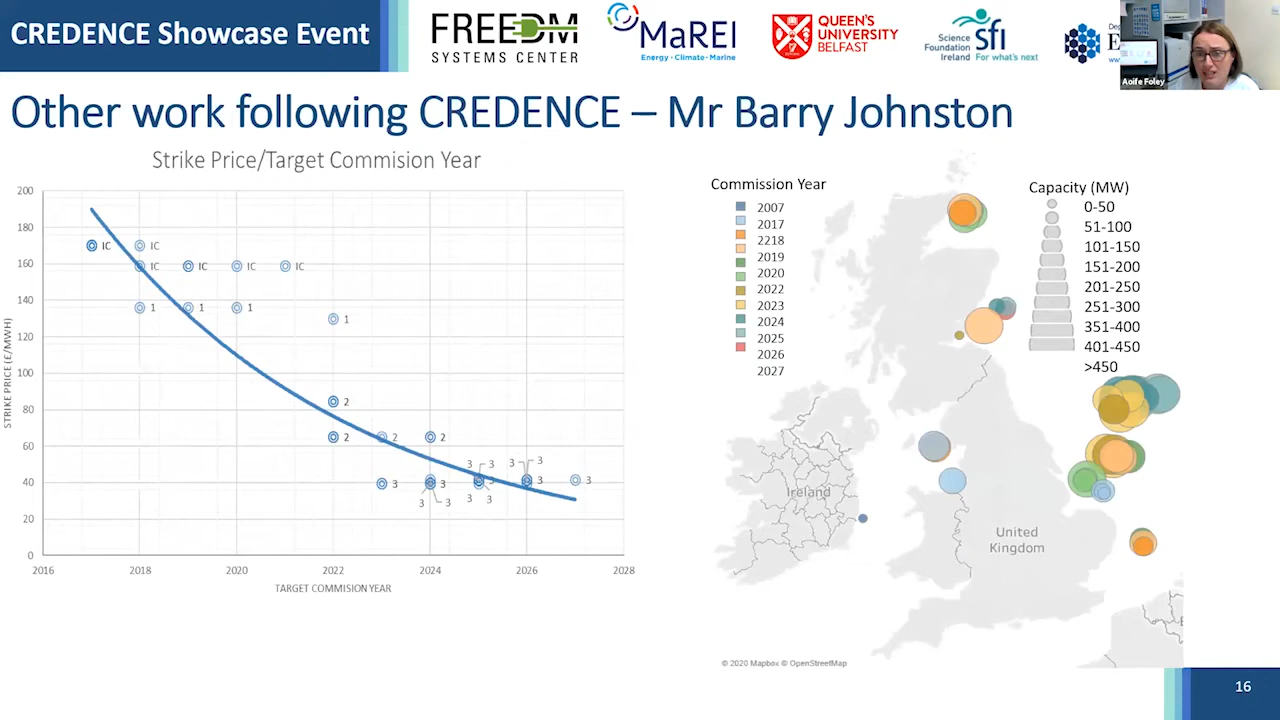 CREDENCE Showcase Event
FREEDM
SYSTEMS CENTER
MaREI
Energy · Climate · Marine
QUEEN'S
UNIVERSITY
BELFAST
Science
Foundation
Ireland
sfi
For what's next
Aoife Foley
Other work following CREDENCE – Mr Barry Johnston
Strike Price/Target Commision Year
STRIKE PRICE (£/MWH)
200
180
160
140
120
100
80
60
40
20
0
IC
IC
IC
IC
IC
IC
1
1
1
1
2
2
2
2
3
3
3
3
3
3
3
3
3
3
3
3
3
2016
2018
2020
2022
2024
2026
2028
TARGET COMMISION YEAR
Commission Year
2007
2017
2218
2019
2020
2022
2023
2024
2025
2026
2027
Capacity (MW)
0-50
51-100
101-150
151-200
201-250
251-300
351-400
401-450
>450
Ireland
United
Kingdom
© 2020 Mapbox © OpenStreetMap
16